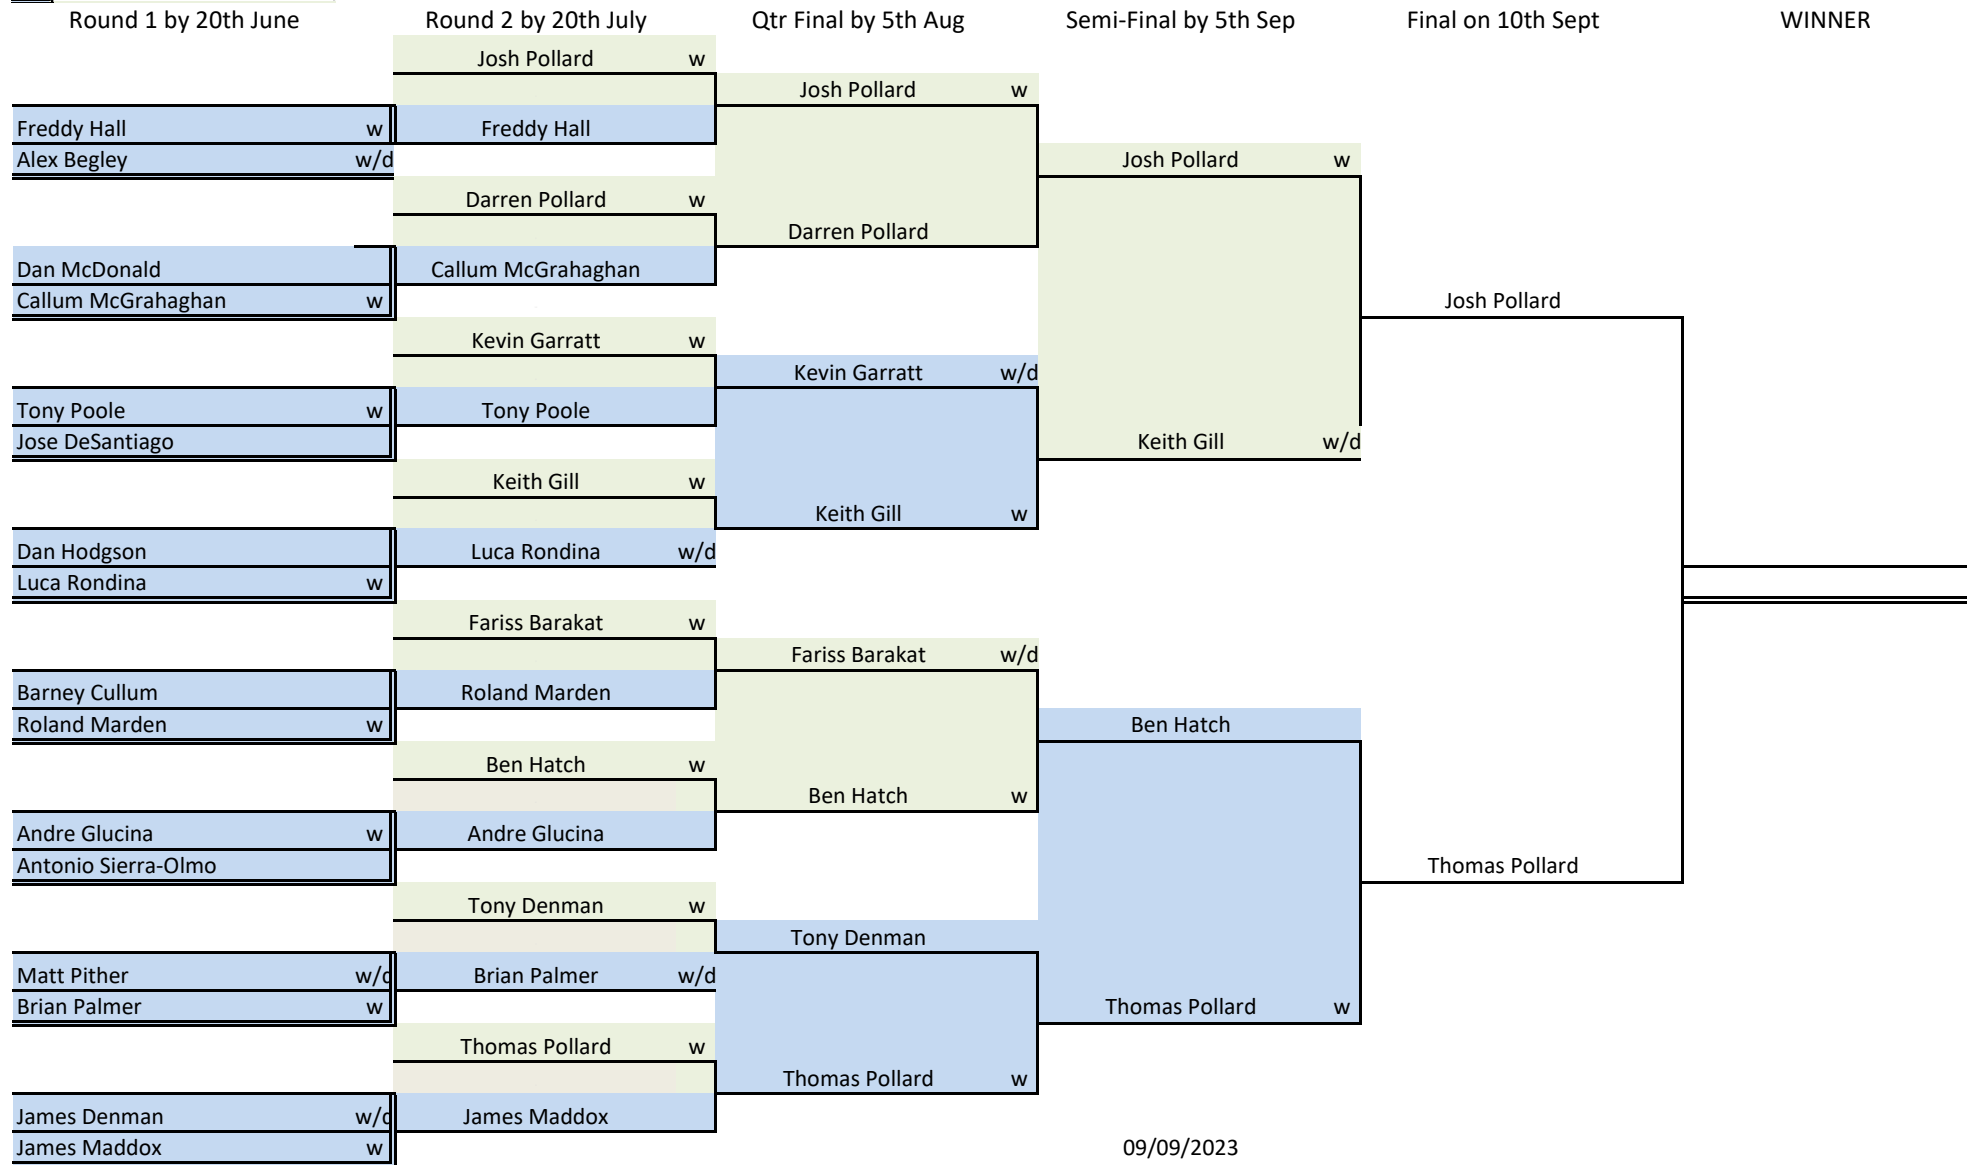 Round 1 by 20th June Round 2 by 20th July Qtr Final by 5th Aug Semi-Final by 5th Sep Final on 10th Sept WINNER
Josh Pollard w
Josh Pollard w
Freddy Hall w Freddy Hall
Alex Begley w/d Josh Pollard w
Darren Pollard w
Darren Pollard
Dan McDonald Callum McGrahaghan
Callum McGrahaghan w Josh Pollard
Kevin Garratt w
Kevin Garratt w/d
Tony Poole w Tony Poole
Jose DeSantiago Keith Gill w/d
Keith Gill w
Keith Gill w
Dan Hodgson Luca Rondina w/d
Luca Rondina w
Fariss Barakat w
Fariss Barakat w/d
Barney Cullum Roland Marden
Roland Marden w Ben Hatch
Ben Hatch w
Ben Hatch w
Andre Glucina w Andre Glucina
Antonio Sierra-Olmo Thomas Pollard
Tony Denman w
Tony Denman
Matt Pither w/d Brian Palmer w/d
Brian Palmer w Thomas Pollard w
Thomas Pollard w
Thomas Pollard w
James Denman w/d James Maddox
James Maddox w 09/09/2023